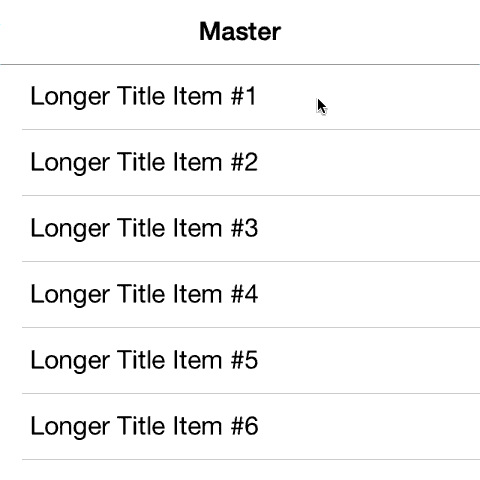 Master
Longer Title Item #1
Longer Title Item #2
Longer Title Item #3
Longer Title Item #4
Longer Title Item #5
Longer Title Item #6